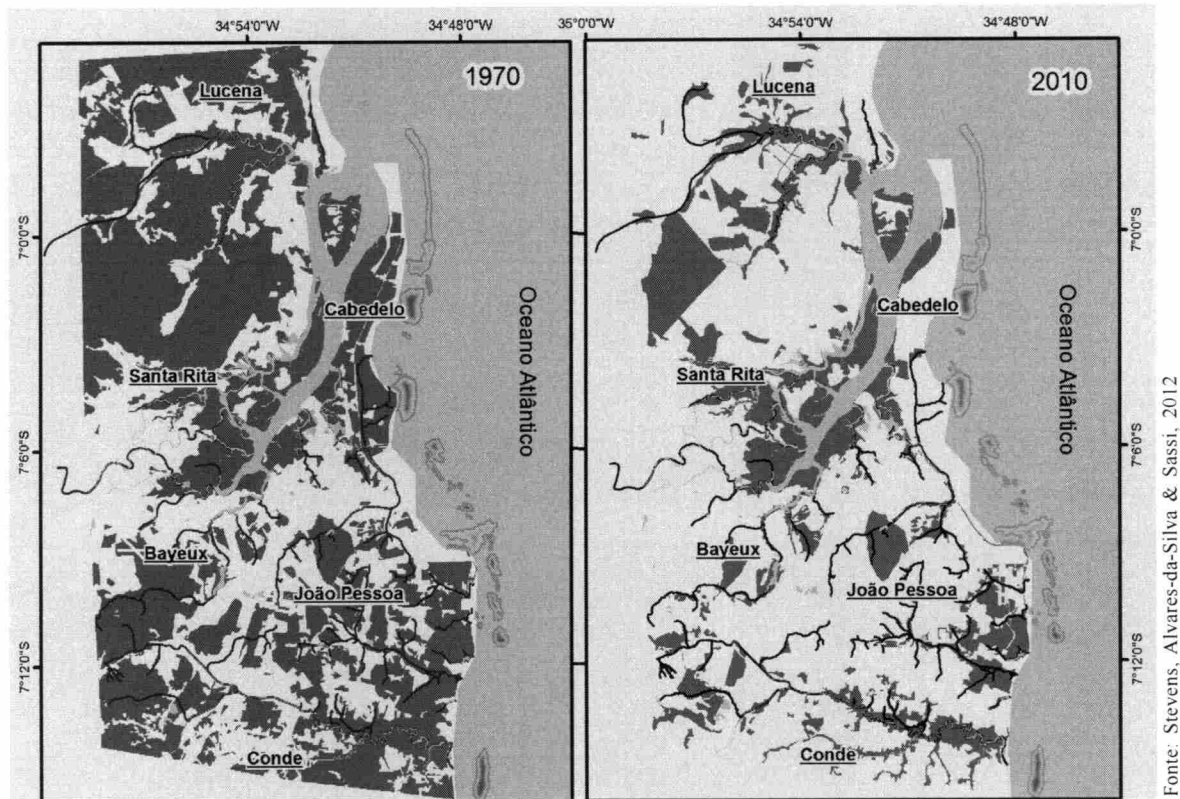 34°54'0"W
34°48'0"W
35°0'0"W
34°54'0"W
34°48'0"W
1970
Lucena
7°0'0"S
Cabedelo
Oceano Atlântico
Santa Rita
7°6'0"S
Bayeux
João Pessoa
7°12'0"S
Conde
2010
Lucena
7°0'0"S
Cabedelo
Oceano Atlântico
Santa Rita
7°6'0"S
Bayeux
João Pessoa
7°12'0"S
Conde
Fonte: Stevens, Alvares-da-Silva & Sassi, 2012